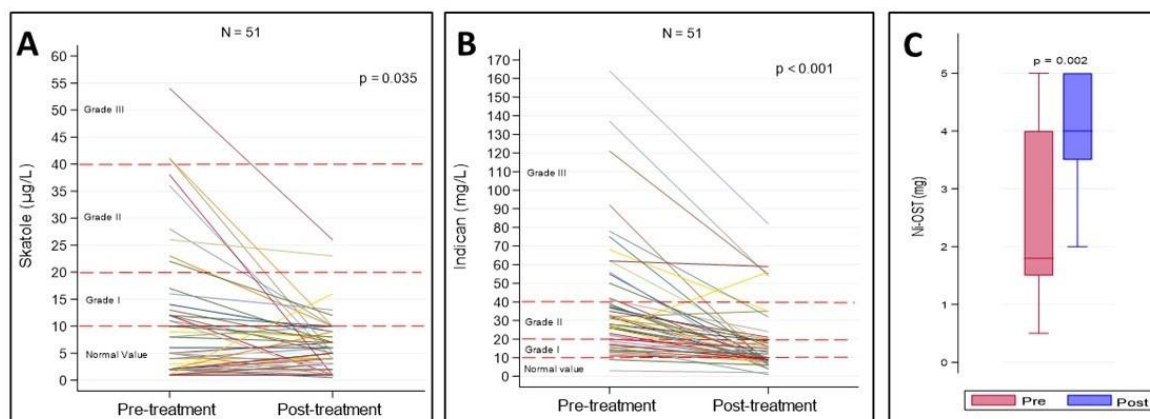 A
N = 51
p = 0.035
Skatole (µg/L)
60
55
50
45
40
35
30
25
20
15
10
5
0
Grade III
Grade II
Grade I
Normal Value
Pre-treatment
Post-treatment
B
N = 51
p < 0.001
Indican (mg/L)
170
160
150
140
130
120
110
100
90
80
70
60
50
40
30
20
10
0
Grade III
Grade II
Grade I
Normal value
Pre-treatment
Post-treatment
C
p = 0.002
Ni-OST (mg)
5
4
3
2
1
0
Pre
Post